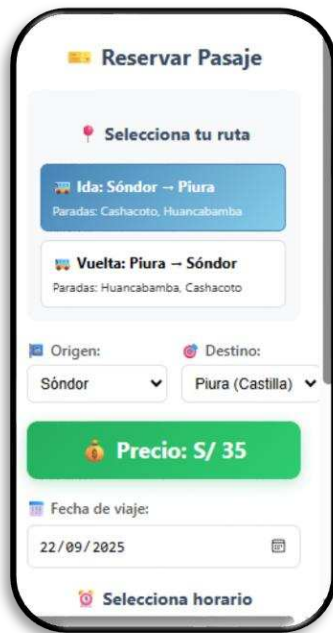 Reservar Pasaje
Selecciona tu ruta
Ida: Sóndor → Piura
Paradas: Cashacoto, Huancabamba
Vuelta: Piura → Sóndor
Paradas: Huancabamba, Cashacoto
Origen: Destino:
Sóndor Piura (Castilla)
Precio: S/ 35
Fecha de viaje:
22/09/2025
Selecciona horario